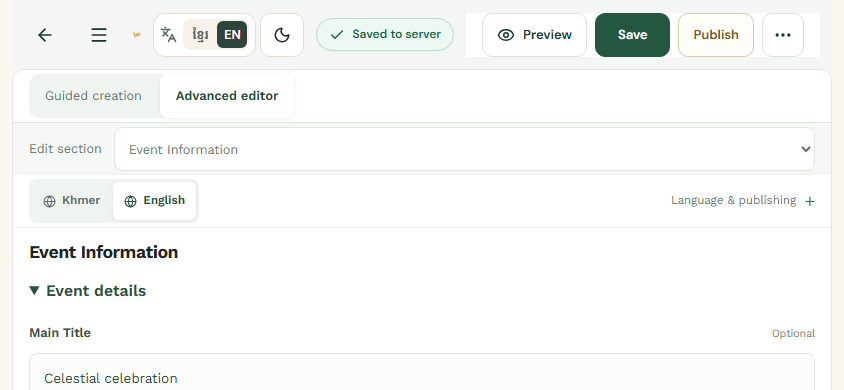 ខ្មែរ EN Saved to server Preview Save Publish
Guided creation Advanced editor
Edit section Event Information
Khmer English Language & publishing +
Event Information
Event details
Main Title Optional
Celestial celebration